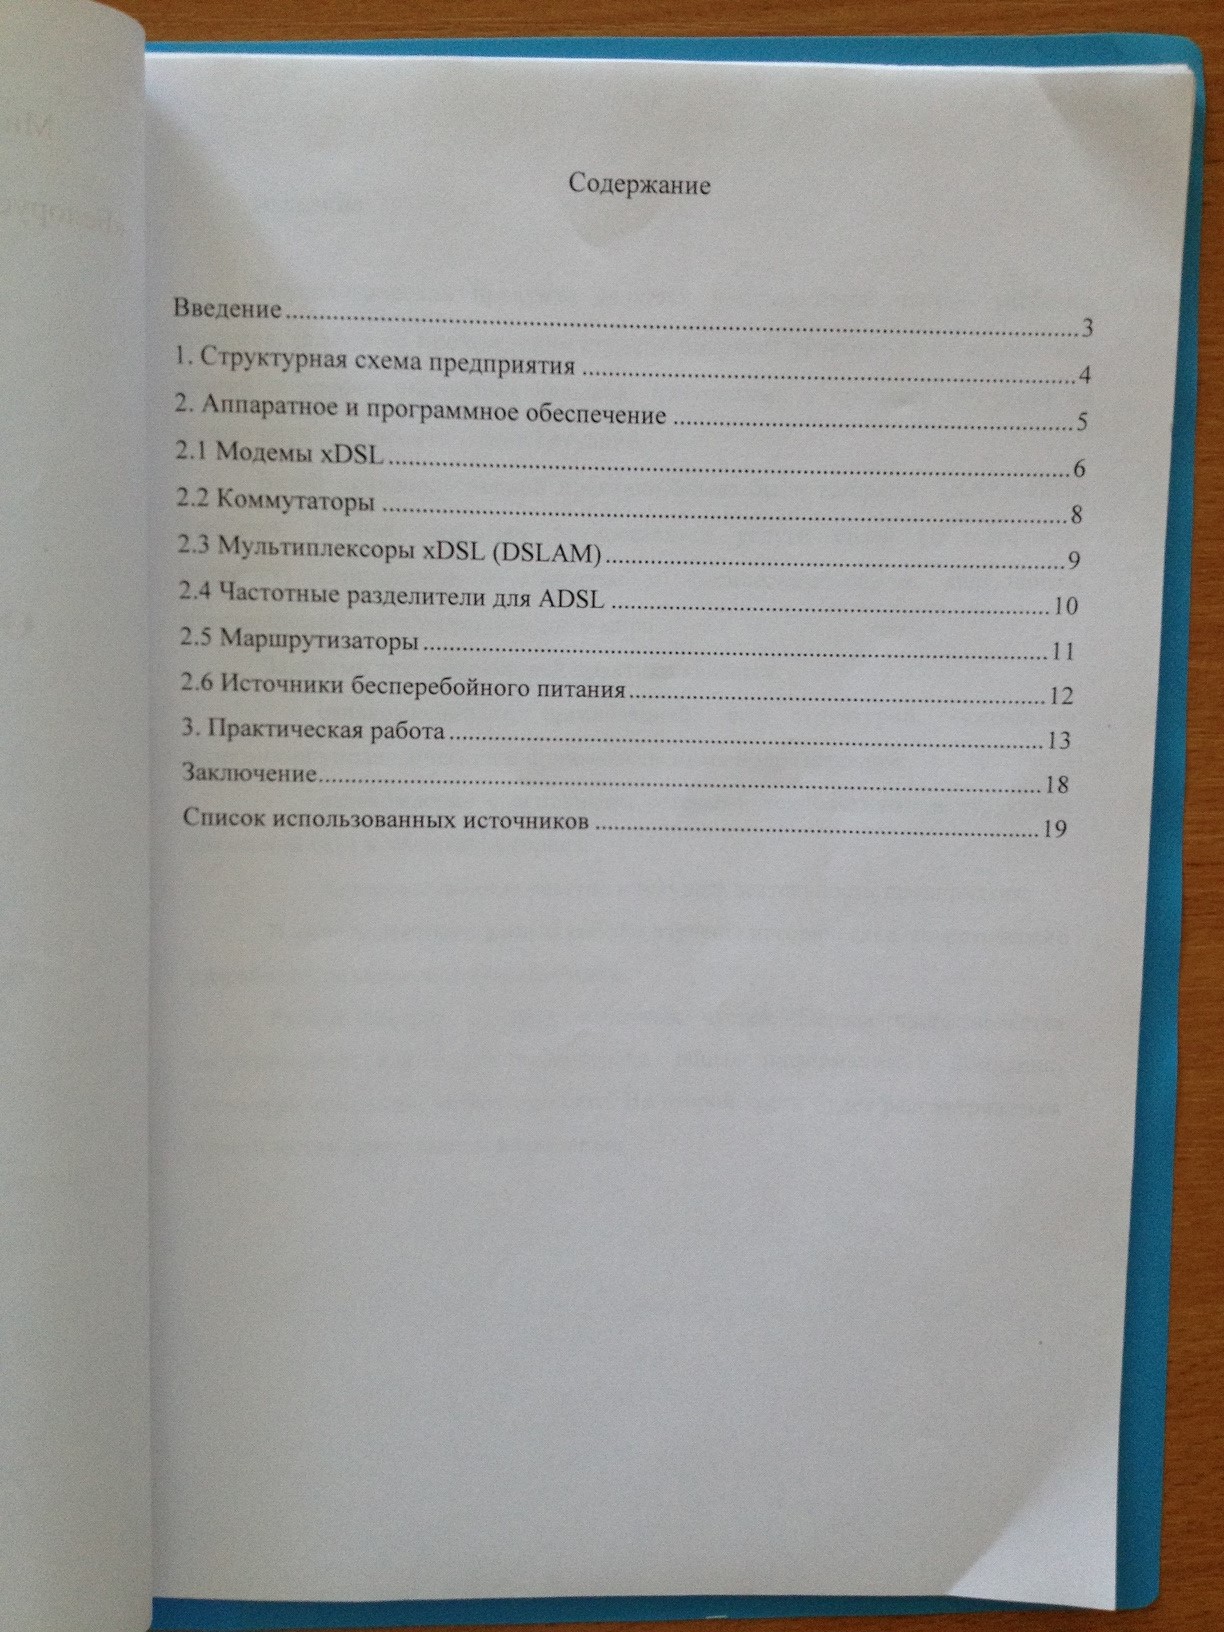 Содержание
Введение....................3
1. Структурная схема предприятия ....................4
2. Аппаратное и программное обеспечение ....................5
2.1 Модемы xDSL....................6
2.2 Коммутаторы ....................8
2.3 Мультиплексоры xDSL (DSLAM)....................9
2.4 Частотные разделители для ADSL ....................10
2.5 Маршрутизаторы....................11
2.6 Источники бесперебойного питания....................12
3. Практическая работа....................13
Заключение....................18
Список использованных источников ....................19